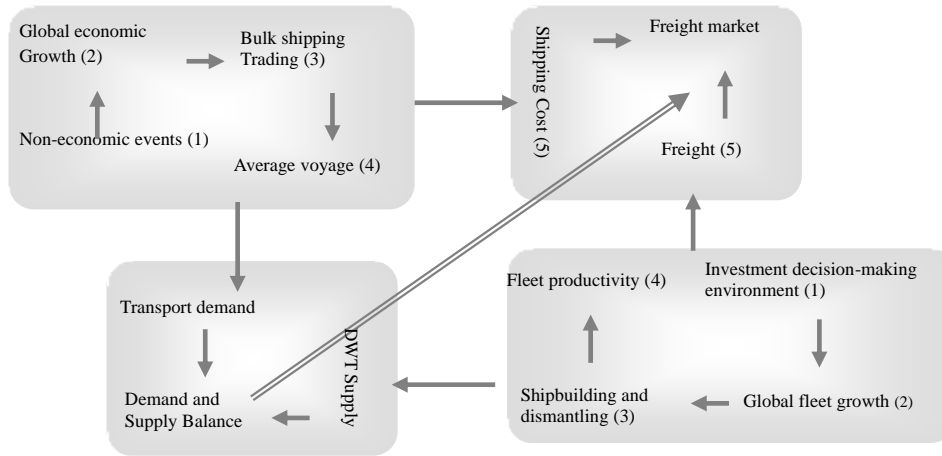 Global economic
Growth (2)
Bulk shipping
Trading (3)
Non-economic events (1)
Average voyage (4)
Shipping Cost (5)
Freight market
Freight (5)
Transport demand
DWT Supply
Demand and
Supply Balance
Fleet productivity (4)
Investment decision-making
environment (1)
Shipbuilding and
dismantling (3)
Global fleet growth (2)